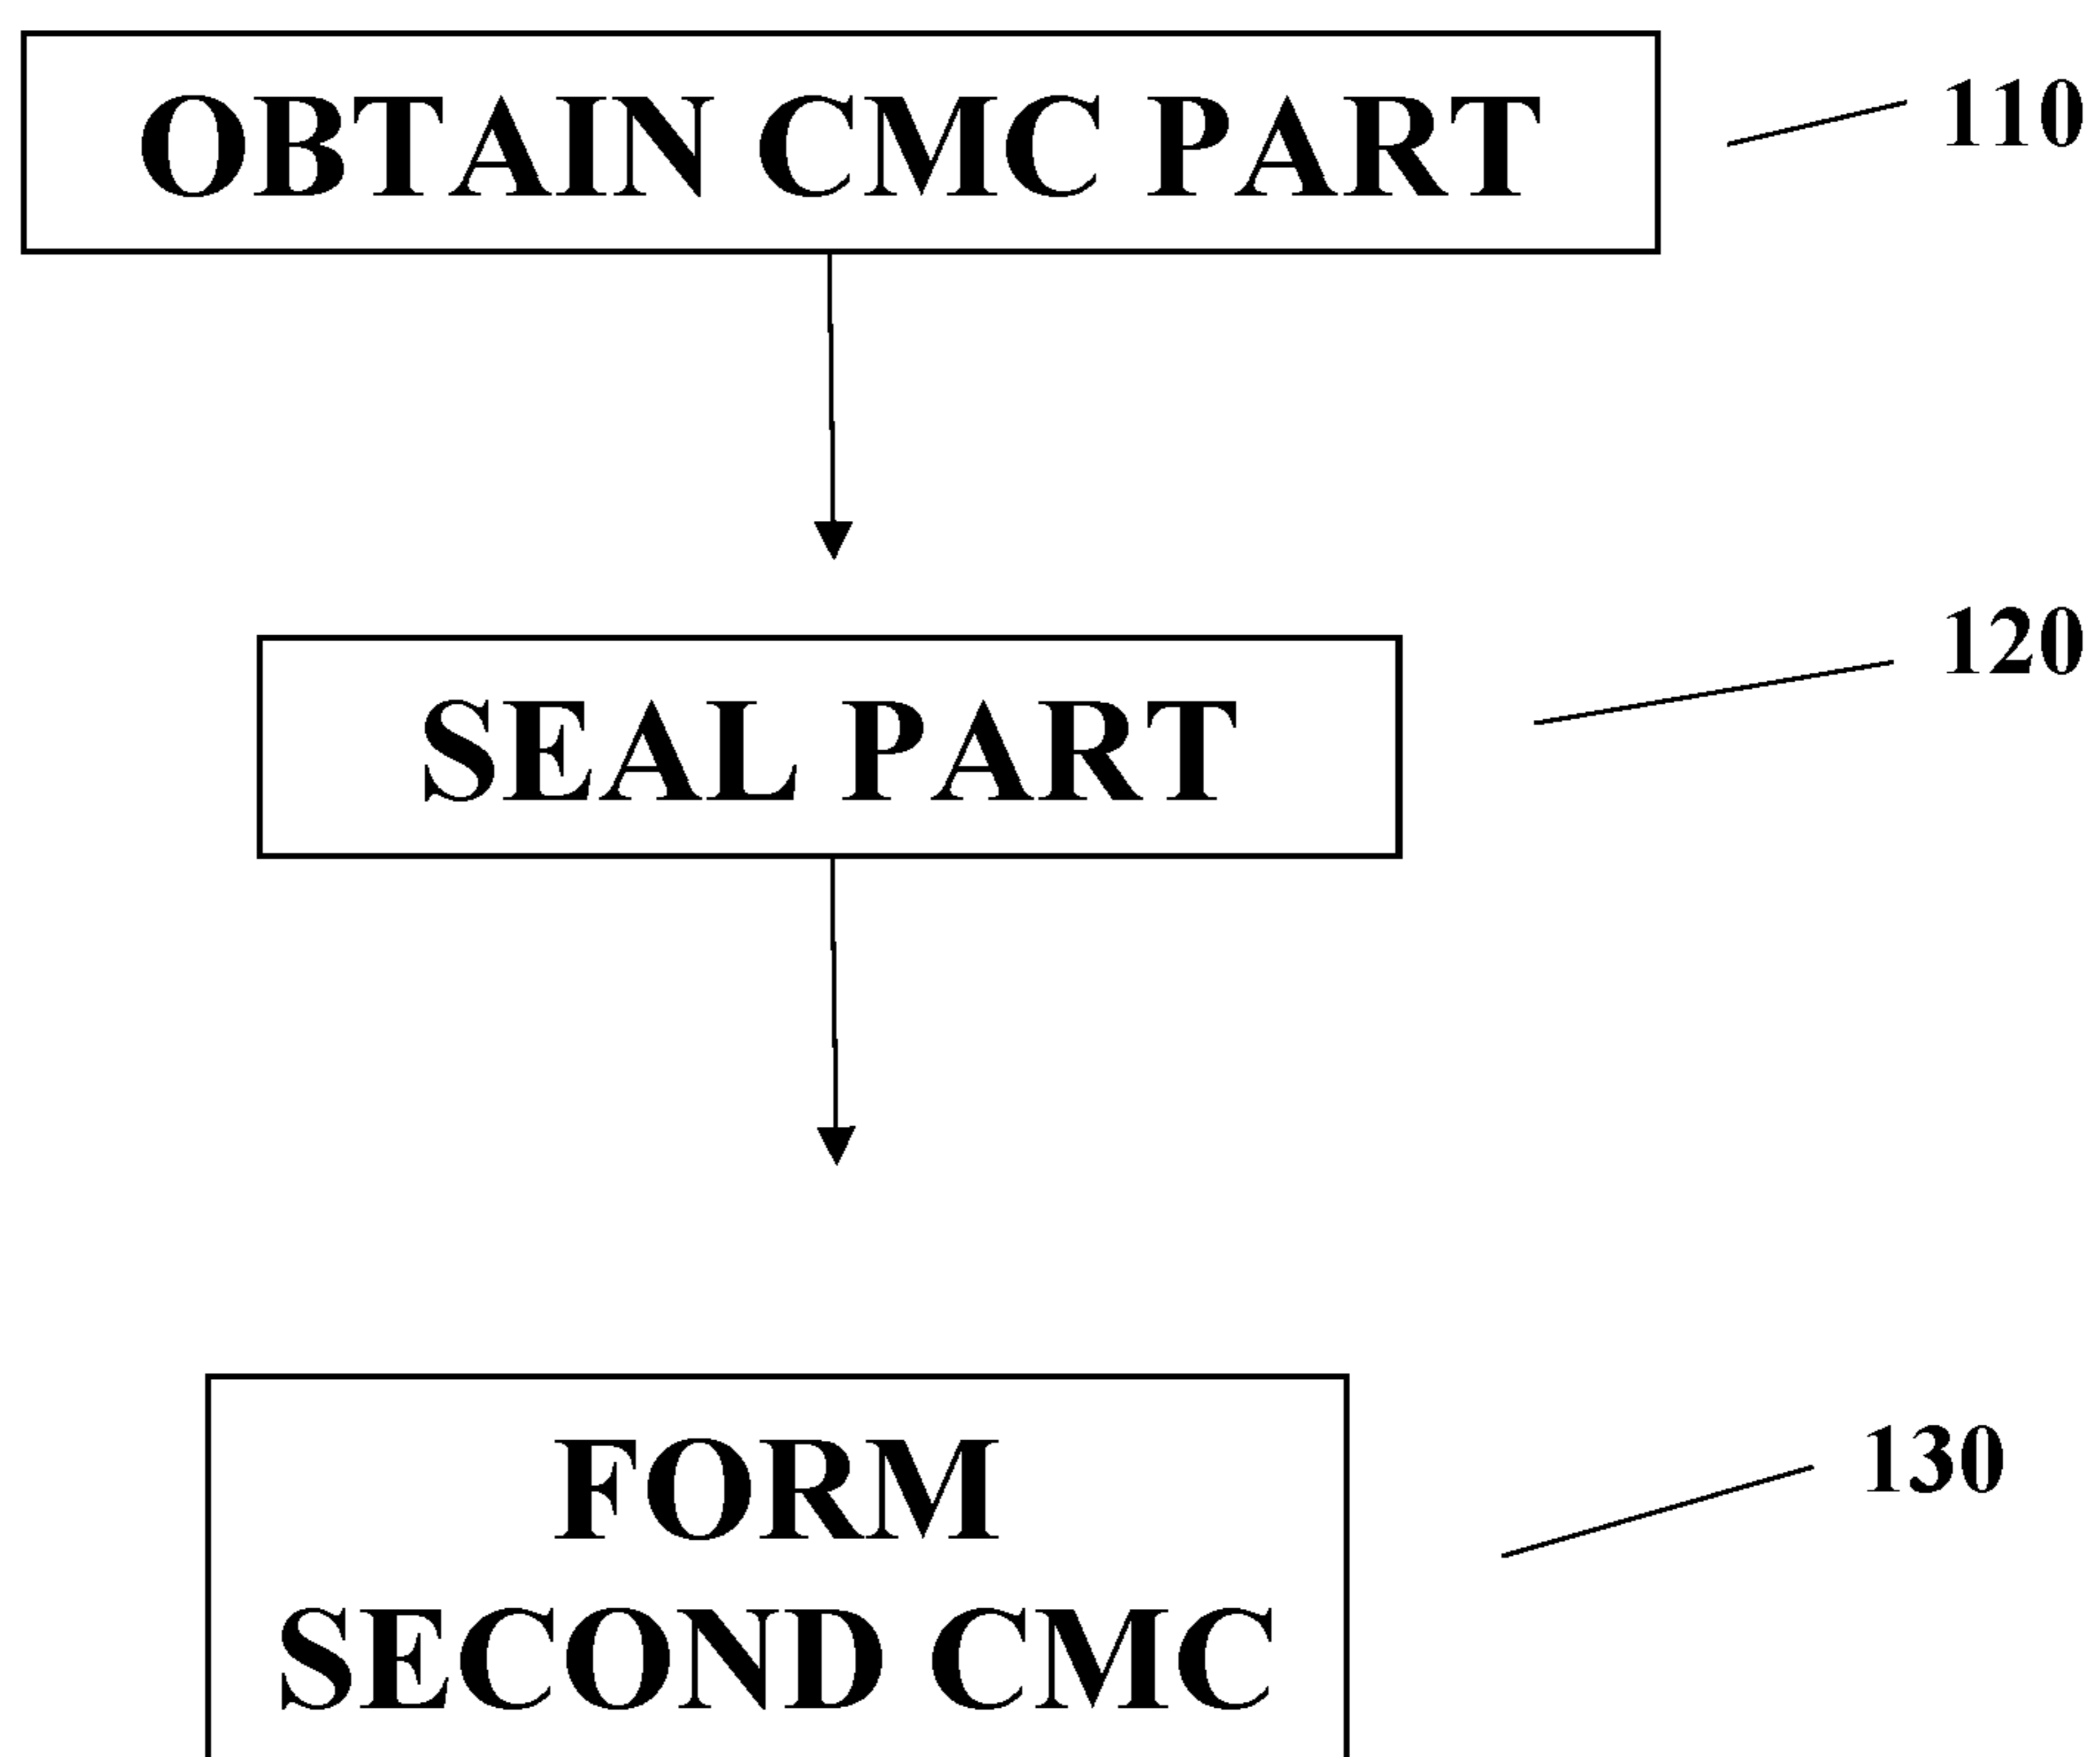 OBTAIN CMC PART
110
SEAL PART
120
FORM
130
SECOND CMC